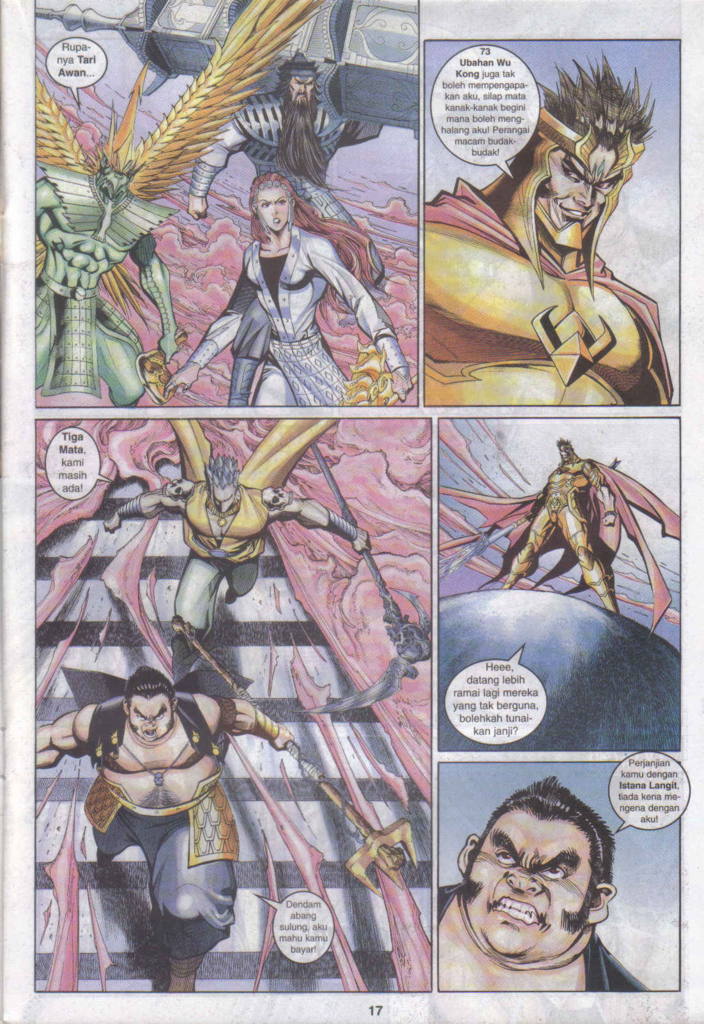 Rupa-
nya Tari
Awan...
73
Ubahan Wu
Kong juga tak
boleh mempengapa-
kan aku, silap mata
kanak-kanak begini
mana boleh meng-
halang aku! Perangai
macam budak-
budak!
Tiga
Mata,
kami
masih
ada!
Dendam
abang
sulung, aku
mahu kamu
bayar!
Heee,
datang lebih
ramai lagi mereka
yang tak berguna,
bolehkah tunai-
kan janji?
Perjanjian
kamu dengan
Istana Langit,
tiada kena me-
ngena dengan
aku!
17